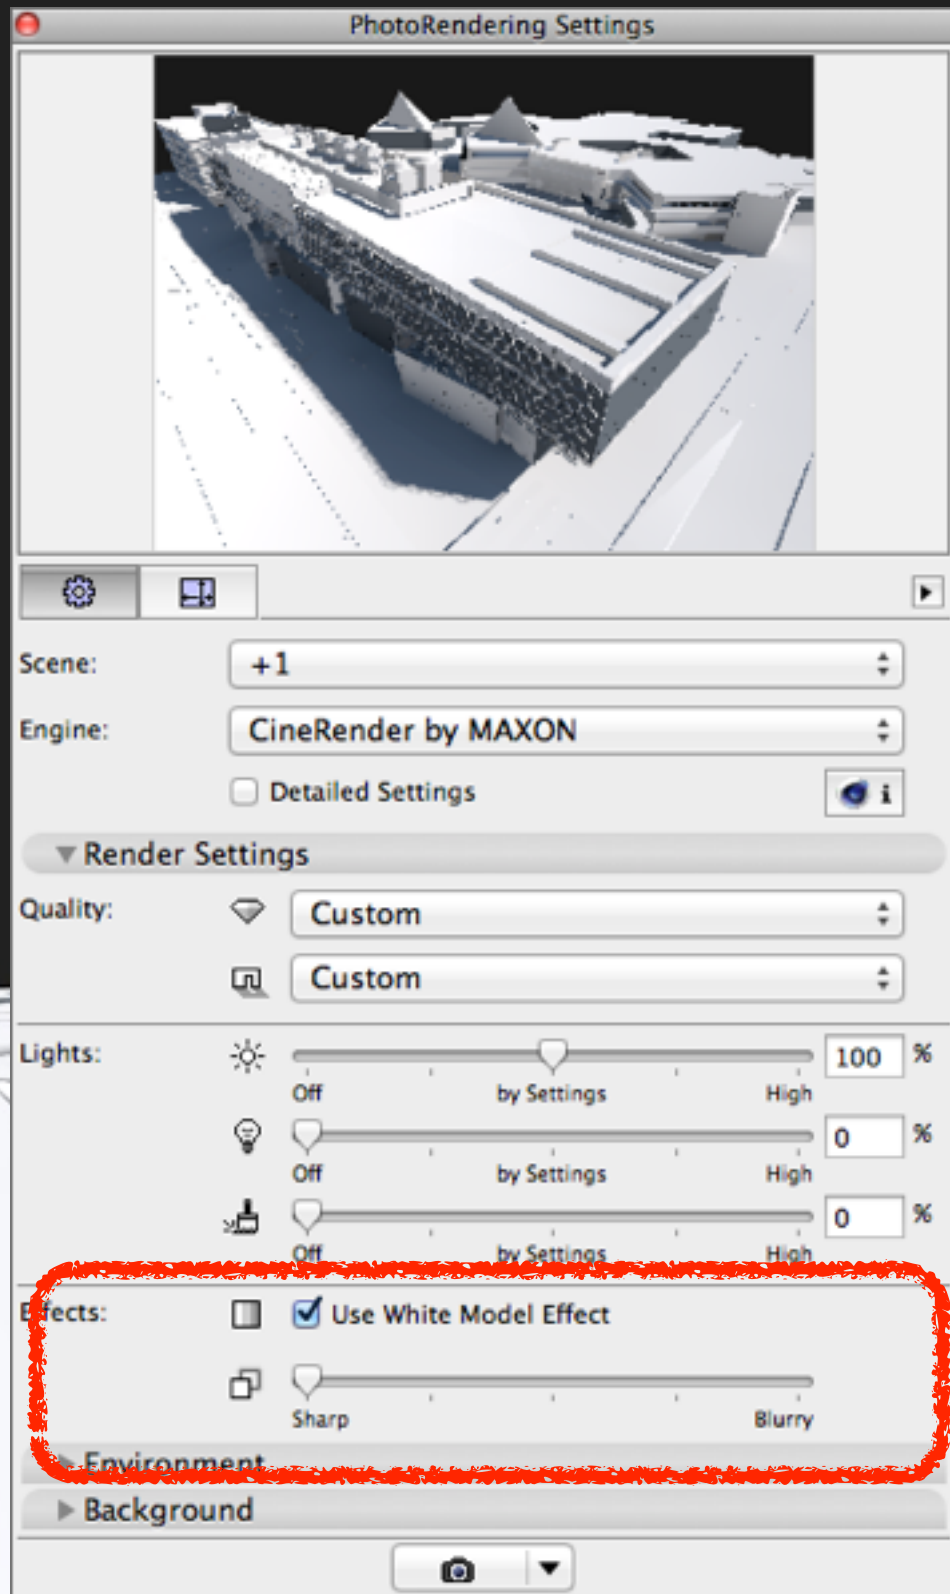 PhotoRendering Settings
Scene: +1
Engine: CineRender by MAXON
Detailed Settings i
Render Settings
Quality: Custom
Custom
Lights: 100 %
Off by Settings High
0 %
Off by Settings High
0 %
Off by Settings High
Effects: Use White Model Effect
Sharp Blurry
Environment
Background